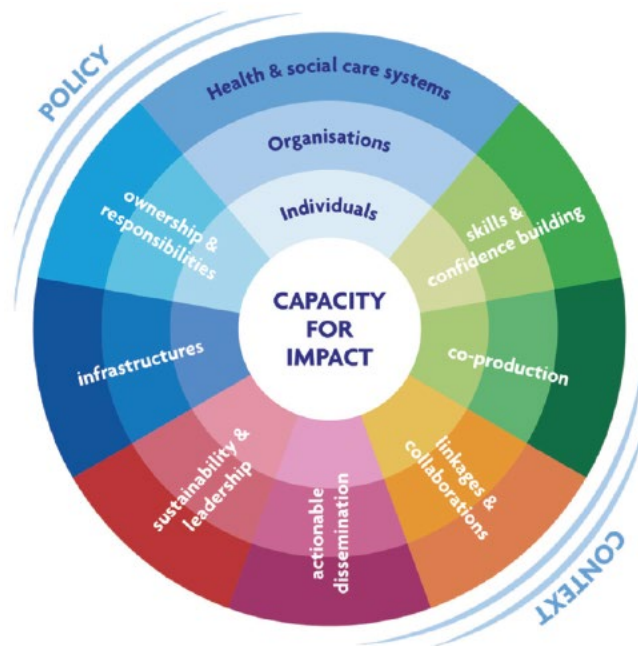 POLICY
Health & social care systems
Organisations
Individuals
ownership &
responsibilities
skills &
confidence building
CAPACITY
FOR
IMPACT
infrastructures
co-production
sustainability &
leadership
actionable
dissemination
linkages &
collaborations
CONTEXT